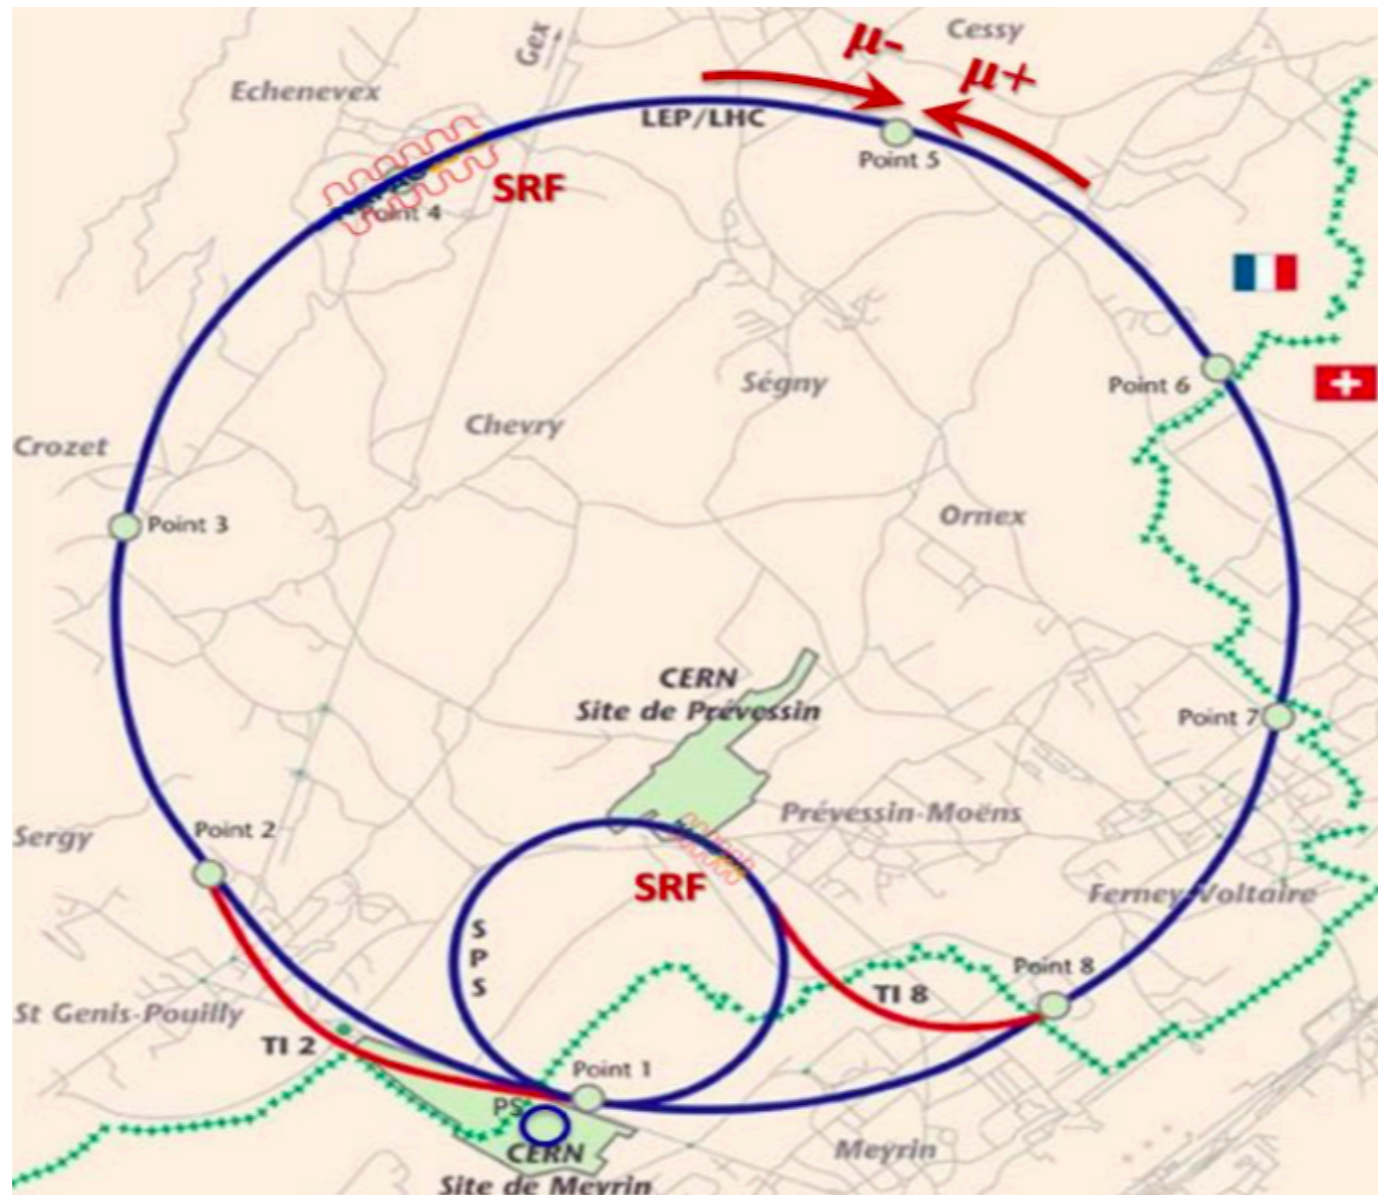 Cessy
Gex
μ-
μ+
Echenevex
LEP/LHC
Point 5
SRF
Point 4
Point 6
Ségny
Chevry
Crozet
Point 3
Ornex
CERN
Site de Prévessin
Point 7
Prévessin-Moëns
Point 2
Sergy
SRF
Ferney-Voltaire
S
P
S
Point 8
TI 8
St Genis-Pouilly
TI 2
Point 1
PS
CERN
Site de Meyrin
Meyrin